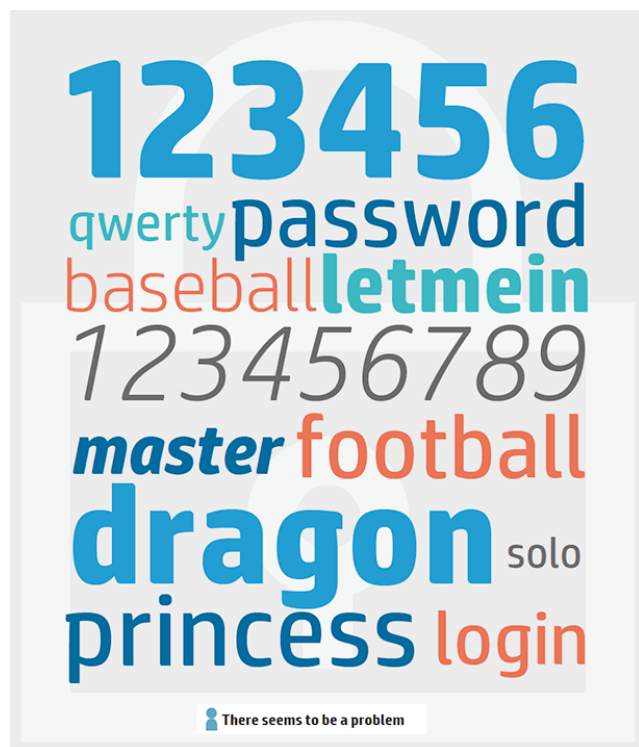 123456
qwerty password
baseball letmein
123456789
master football
dragon solo
princess login
There seems to be a problem